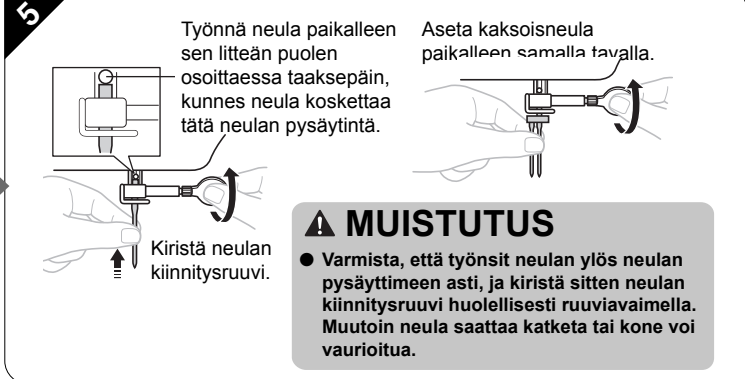 5
Työnnä neula paikalleen
sen litteän puolen
osoittaessa taaksepäin,
kunnes neula koskettaa
tätä neulan pysäytintä.
Kiristä neulan
kiinnitysruuvi.
Aseta kaksoisneula
paikalleen samalla tavalla.
MUISTUTUS
● Varmista, että työnsit neulan ylös neulan
pysäyttimeen asti, ja kiristä sitten neulan
kiinnitysruuvi huolellisesti ruuviavaimella.
Muutoin neula saattaa katketa tai kone voi
vaurioitua.